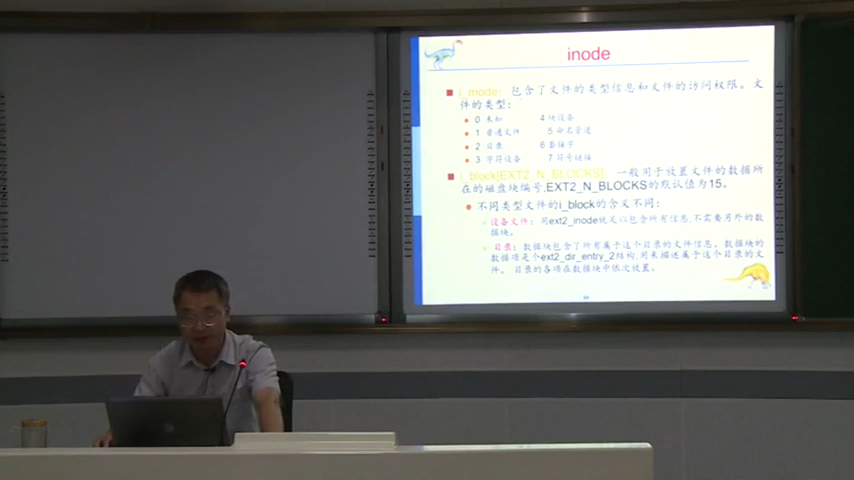 inode
i_mode: 包含了文件的类型信息和文件的访问权限。文
件的类型:
0 未知 4 块设备
1 普通文件 5 命名管道
2 目录 6 套接字
3 字符设备 7 符号链接
i_block[EXT2_N_BLOCKS]: 一般用于放置文件的数据所
在的磁盘块编号,EXT2_N_BLOCKS的默认值为15。
不同类型文件的i_block的含义不同:
设备文件: 用ext2_inode就足以包含所有信息,不需要另外的数
据块。
目录: 数据块包含了所有属于这个目录的文件信息。数据块的
数据项是个ext2_dir_entry_2结构,用来描述属于这个目录的文
件。 目录的各项在数据块中依次放置。